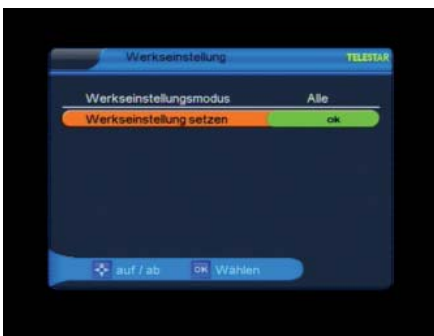 Werkseinstellung TELESTAR
Werkseinstellungsmodus Alle
Werkseinstellung setzen ok
auf / ab OK Wählen